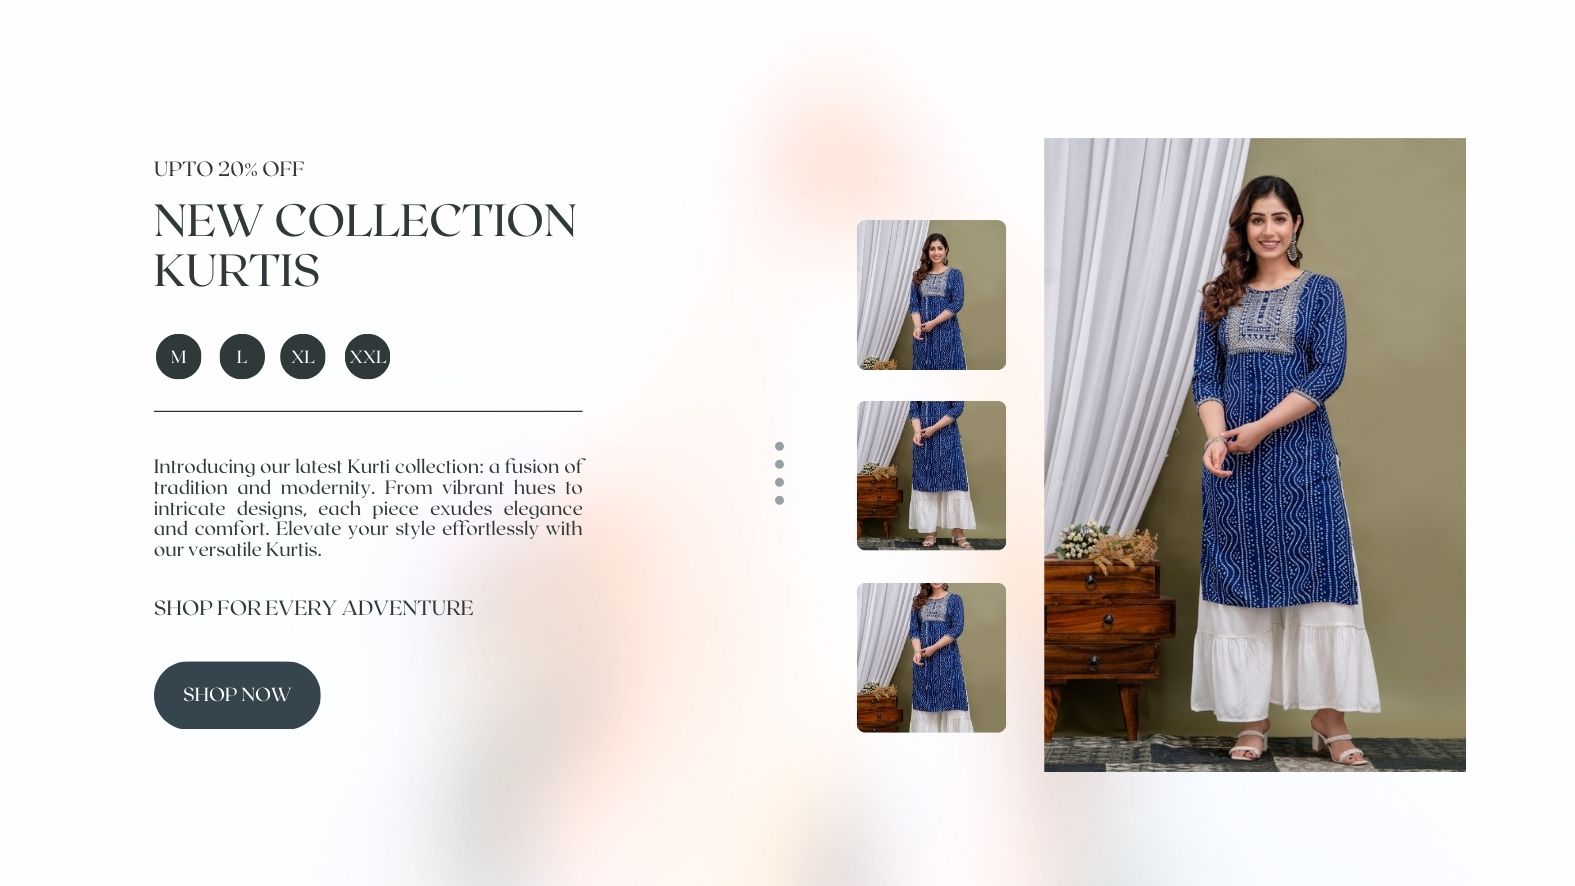 UPTO 20% OFF
NEW COLLECTION
KURTIS
M L XL XXL
Introducing our latest Kurti collection: a fusion of
tradition and modernity. From vibrant hues to
intricate designs, each piece exudes elegance
and comfort. Elevate your style effortlessly with
our versatile Kurtis.
SHOP FOR EVERY ADVENTURE
SHOP NOW